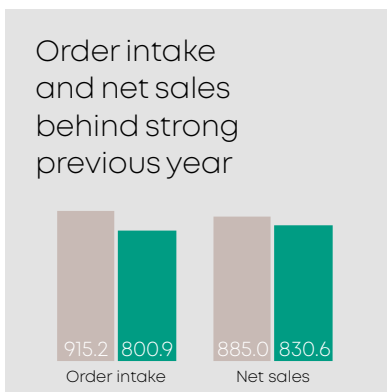 Order intake
and net sales
behind strong
previous year
915.2 800.9 885.0 830.6
Order intake Net sales